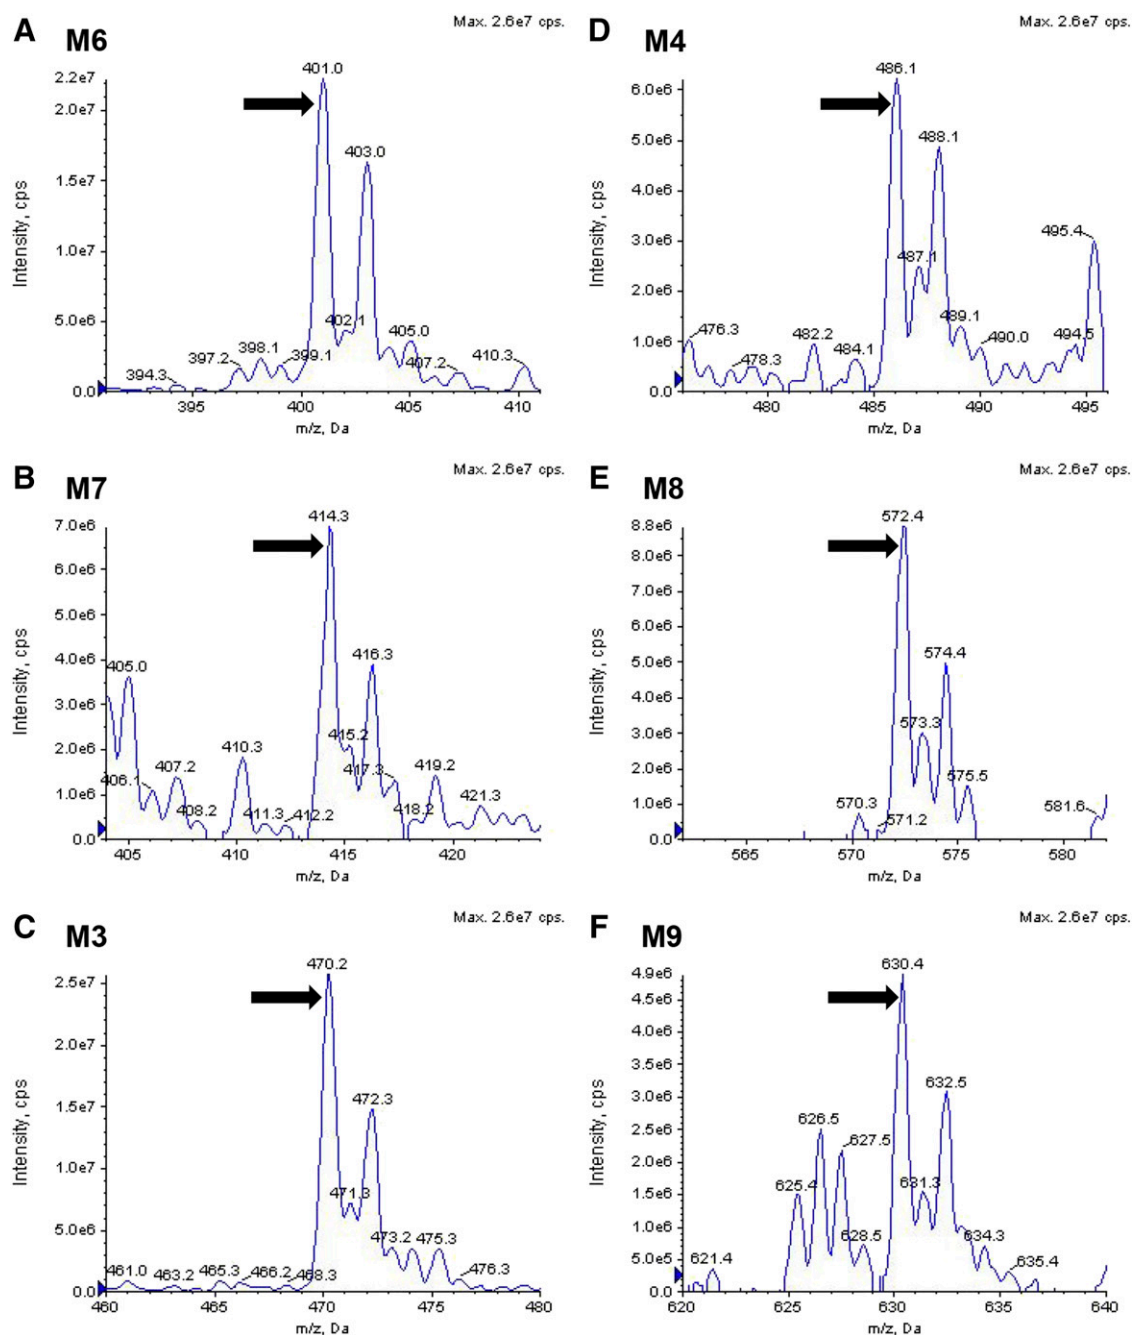 A M6
Max. 2.6e7 cps.
2.2e7
2.0e7
1.5e7
1.0e7
5.0e6
0.0
Intensity, cps
394.3
397.2
398.1
399.1
401.0
402.1
403.0
405.0
407.2
410.3
395 400 405 410
m/z, Da
B M7
Max. 2.6e7 cps.
7.0e6
6.0e6
5.0e6
4.0e6
3.0e6
2.0e6
1.0e6
0.0
Intensity, cps
405.0
406.1
407.2
408.2
410.3
411.3
412.2
414.3
415.2
416.3
417.3
418.2
419.2
421.3
405 410 415 420
m/z, Da
C M3
Max. 2.6e7 cps.
2.5e7
2.0e7
1.5e7
1.0e7
5.0e6
0.0
Intensity, cps
461.0
463.2
465.3
466.2
468.3
470.2
471.3
472.3
473.2
475.3
476.3
460 465 470 475 480
m/z, Da
D M4
Max. 2.6e7 cps.
6.0e6
5.0e6
4.0e6
3.0e6
2.0e6
1.0e6
0.0
Intensity, cps
476.3
478.3
482.2
484.1
486.1
487.1
488.1
489.1
490.0
494.5
495.4
480 485 490 495
m/z, Da
E M8
Max. 2.6e7 cps.
8.8e6
8.0e6
7.0e6
6.0e6
5.0e6
4.0e6
3.0e6
2.0e6
1.0e6
0.0
Intensity, cps
570.3
571.2
572.4
573.3
574.4
575.5
581.6
565 570 575 580
m/z, Da
F M9
Max. 2.6e7 cps.
4.9e6
4.5e6
4.0e6
3.5e6
3.0e6
2.5e6
2.0e6
1.5e6
1.0e6
5.0e5
0.0
Intensity, cps
621.4
625.4
626.5
627.5
628.5
630.4
631.3
632.5
634.3
635.4
620 625 630 635 640
m/z, Da